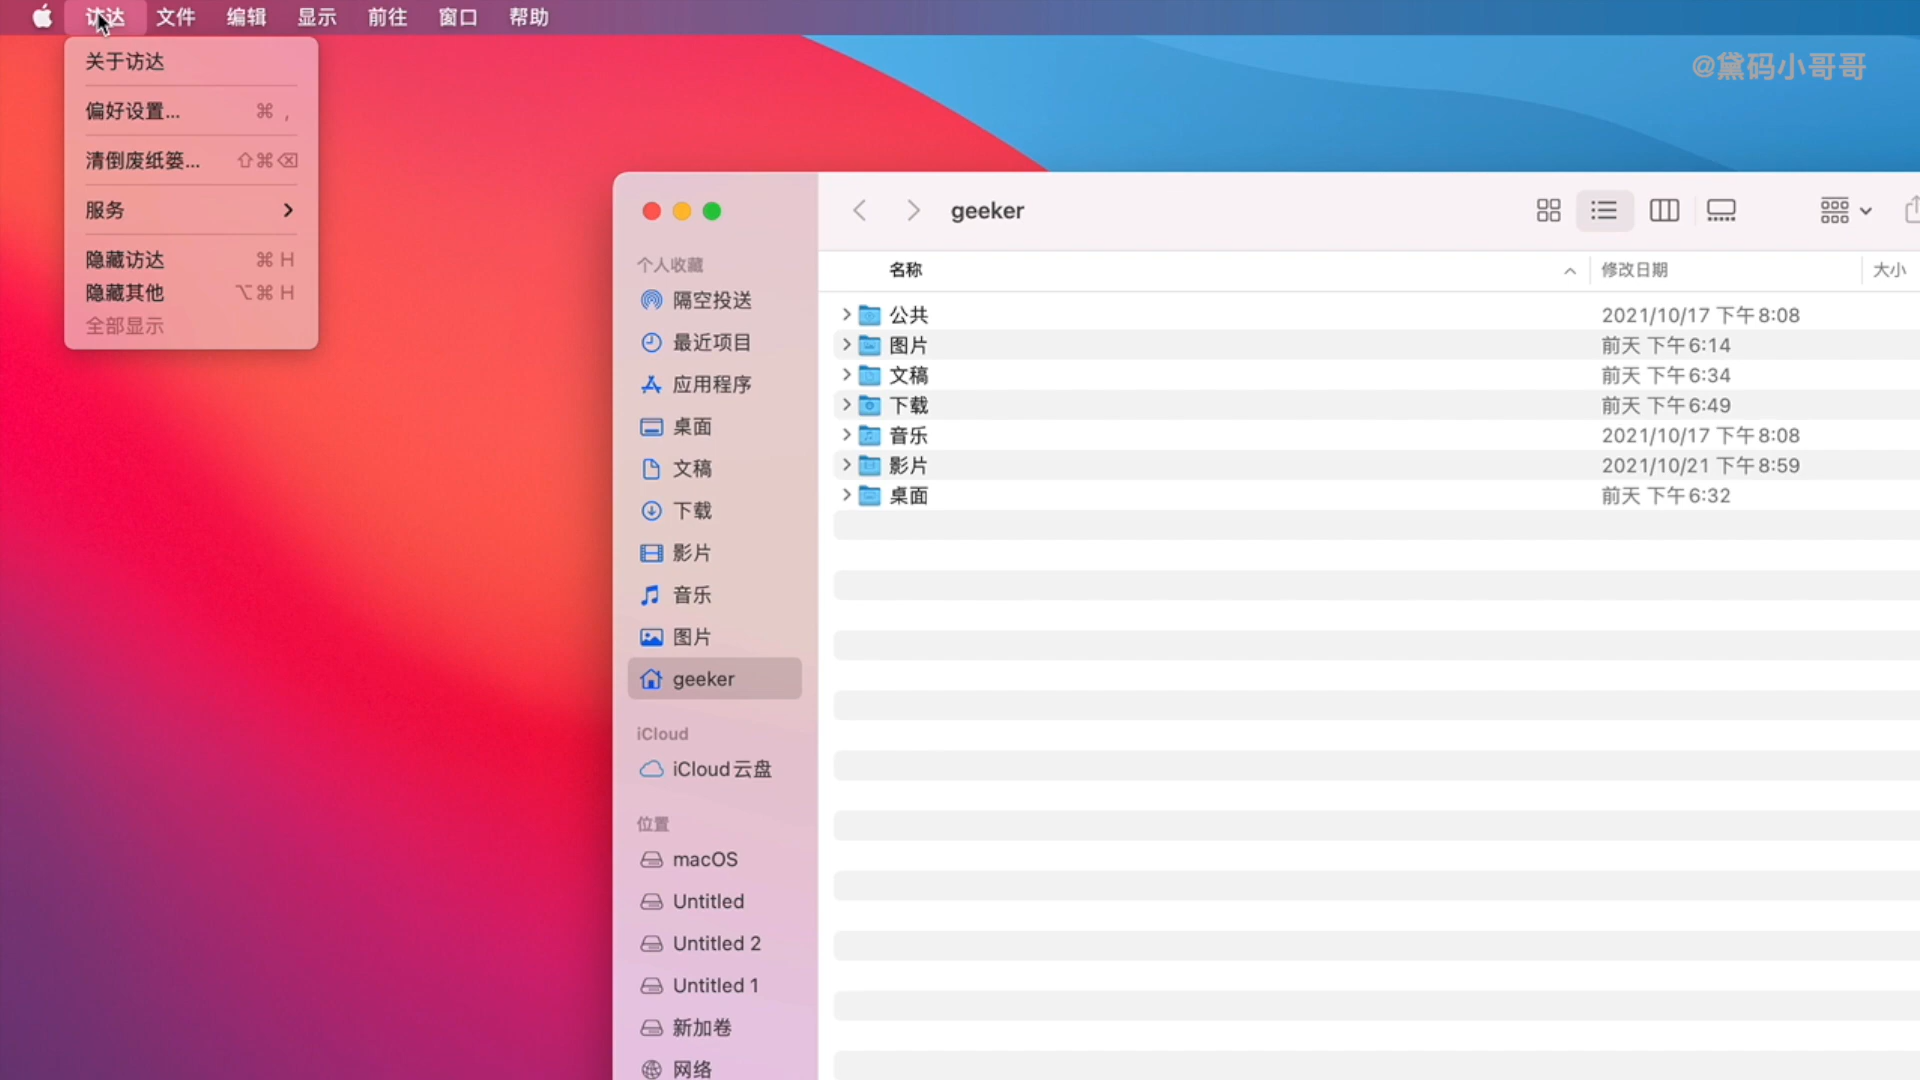 访达 文件 编辑 显示 前往 窗口 帮助
@黛码小哥哥
关于访达
偏好设置... ⌘ ,
清倒废纸篓... ⇧⌘⌫
服务
隐藏访达 ⌘ H
隐藏其他 ⌥⌘ H
全部显示
geeker
个人收藏
隔空投送
最近项目
应用程序
桌面
文稿
下载
影片
音乐
图片
geeker
iCloud
iCloud云盘
位置
macOS
Untitled
Untitled 2
Untitled 1
新加卷
网络
名称 修改日期 大小
公共 2021/10/17 下午8:08
图片 前天 下午6:14
文稿 前天 下午6:34
下载 前天 下午6:49
音乐 2021/10/17 下午8:08
影片 2021/10/21 下午8:59
桌面 前天 下午6:32